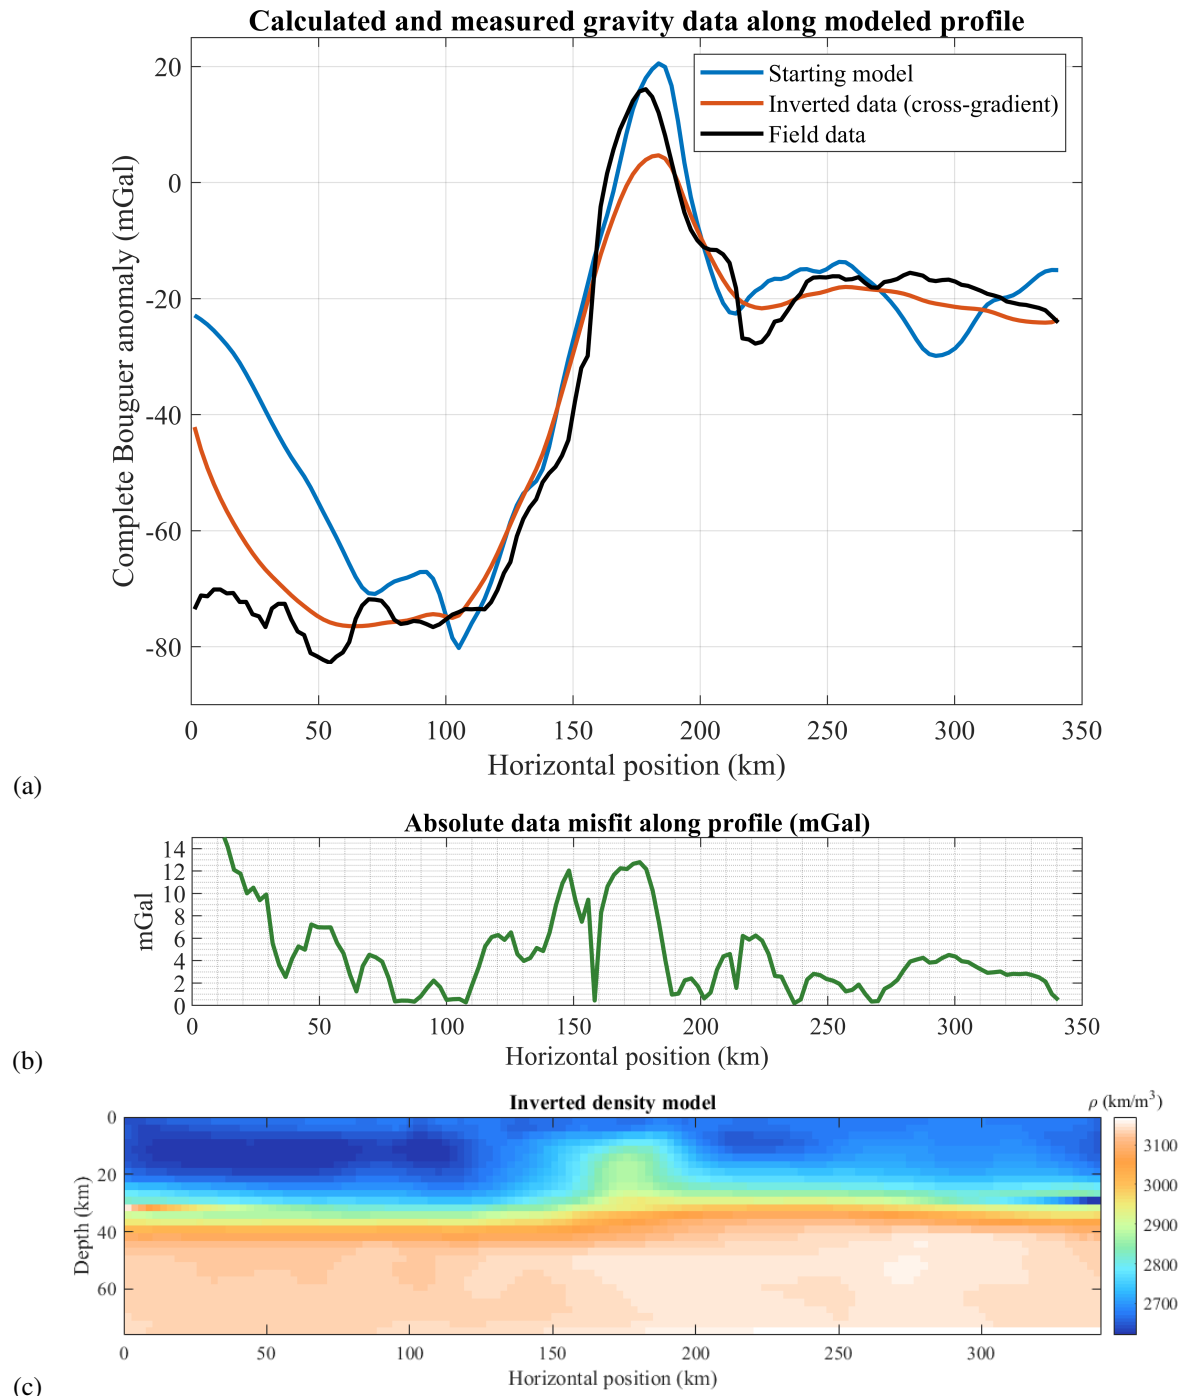 Calculated and measured gravity data along modeled profile
Starting model
Inverted data (cross-gradient)
Field data
Complete Bouguer anomaly (mGal)
20
0
-20
-40
-60
-80
0 50 100 150 200 250 300 350
Horizontal position (km)
(a)
Absolute data misfit along profile (mGal)
mGal
14
12
10
8
6
4
2
0
0 50 100 150 200 250 300 350
Horizontal position (km)
(b)
Inverted density model
ρ (km/m³)
Depth (km)
0
20
40
60
3100
3000
2900
2800
2700
0 50 100 150 200 250 300
Horizontal position (km)
(c)